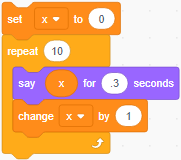 set x to 0
repeat 10
say x for .3 seconds
change x by 1